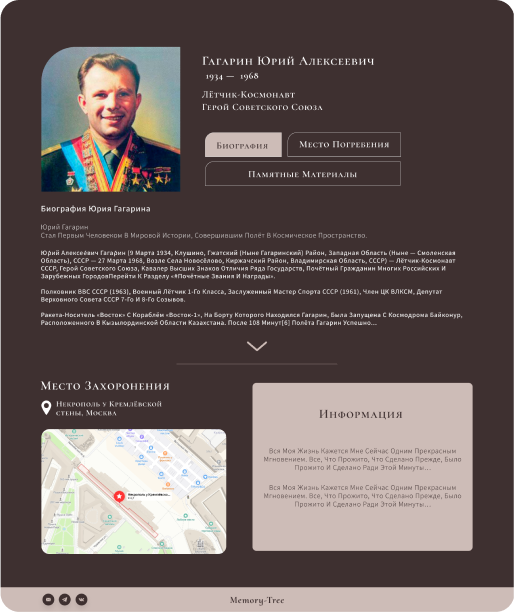 Гагарин Юрий Алексеевич
1934 — 1968
Лётчик-Космонавт
Герой Советского Союза
Биография
Место Погребения
Памятные Материалы
Биография Юрия Гагарина
Юрий Гагарин
Стал Первым Человеком В Мировой Истории, Совершившим Полёт В Космическое Пространство.
Юрий Алексеевич Гагарин (9 Марта 1934, Клушино, Гжатский (Ныне Гагаринский) Район, Западная Область (Ныне — Смоленская
Область), СССР — 27 Марта 1968, Возле Села Новосёлово, Киржачский Район, Владимирская Область, СССР) — Лётчик-Космонавт
СССР, Герой Советского Союза, Кавалер Высших Знаков Отличия Ряда Государств, Почётный Гражданин Многих Российских И
Зарубежных ГородовПерейти К Разделу «#Почётные Звания И Награды».
Полковник ВВС СССР (1963), Военный Лётчик 1-Го Класса, Заслуженный Мастер Спорта СССР (1961), Член ЦК ВЛКСМ, Депутат
Верховного Совета СССР 7-Го И 8-Го Созывов.
Ракета-Носитель «Восток» С Кораблём «Восток-1», На Борту Которого Находился Гагарин, Была Запущена С Космодрома Байконур,
Расположенного В Кызылординской Области Казахстана. После 108 Минут[6] Полёта Гагарин Успешно...
Место Захоронения
Некрополь у Кремлёвской
стены, Москва
Информация
Вся Моя Жизнь Кажется Мне Сейчас Одним Прекрасным
Мгновением. Все, Что Прожито, Что Сделано Прежде, Было
Прожито И Сделано Ради Этой Минуты...
Вся Моя Жизнь Кажется Мне Сейчас Одним Прекрасным
Мгновением. Все, Что Прожито, Что Сделано Прежде, Было
Прожито И Сделано Ради Этой Минуты...
Memory-Tree